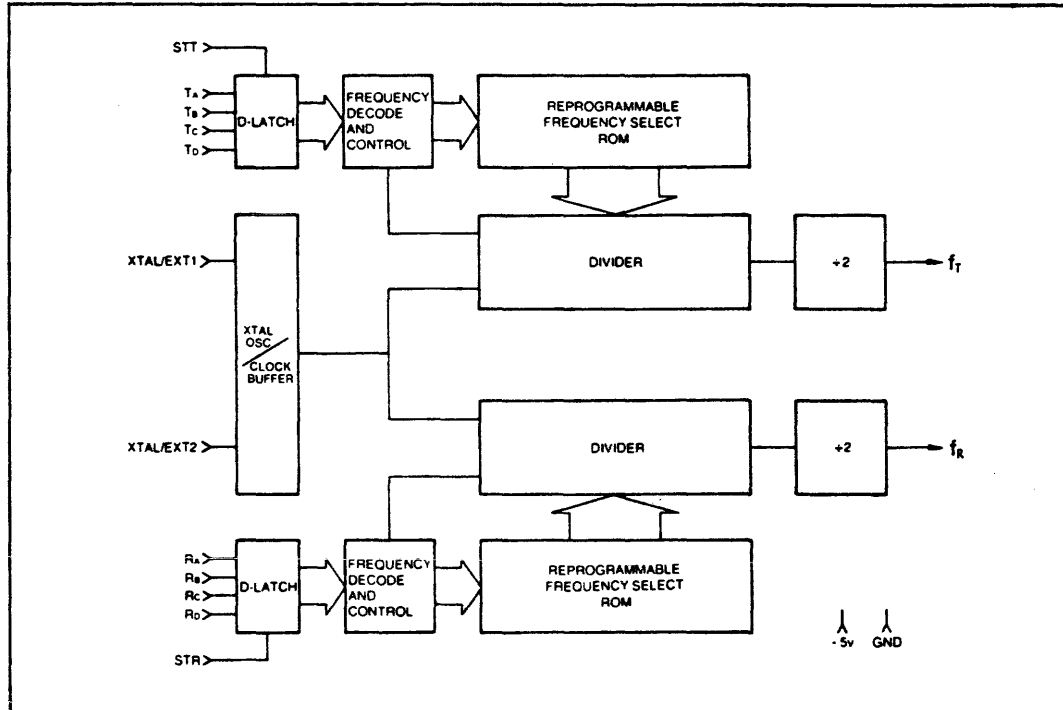 STT
TA
TB
TC
TD
D-LATCH
FREQUENCY
DECODE
AND
CONTROL
REPROGRAMMABLE
FREQUENCY SELECT
ROM
XTAL/EXT1
XTAL
OSC
CLOCK
BUFFER
DIVIDER
÷2
fT
XTAL/EXT2
DIVIDER
÷2
fR
RA
RB
RC
RD
D-LATCH
STR
FREQUENCY
DECODE
AND
CONTROL
REPROGRAMMABLE
FREQUENCY SELECT
ROM
-5v GND